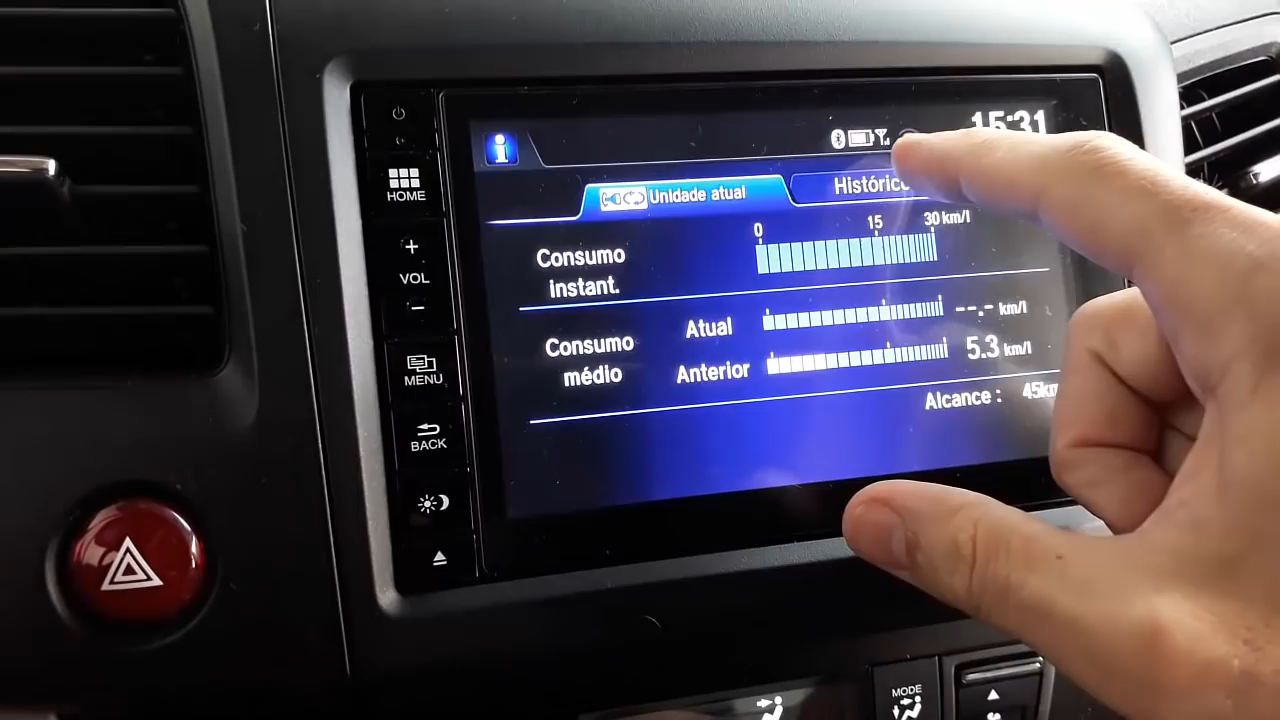 15:31
HOME
+
VOL
-
MENU
BACK
i
Unidade atual
Histórico
0 15 30 km/l
Consumo
instant.
Consumo
médio
Atual --.- km/l
Anterior 5.3 km/l
Alcance : 45km
MODE